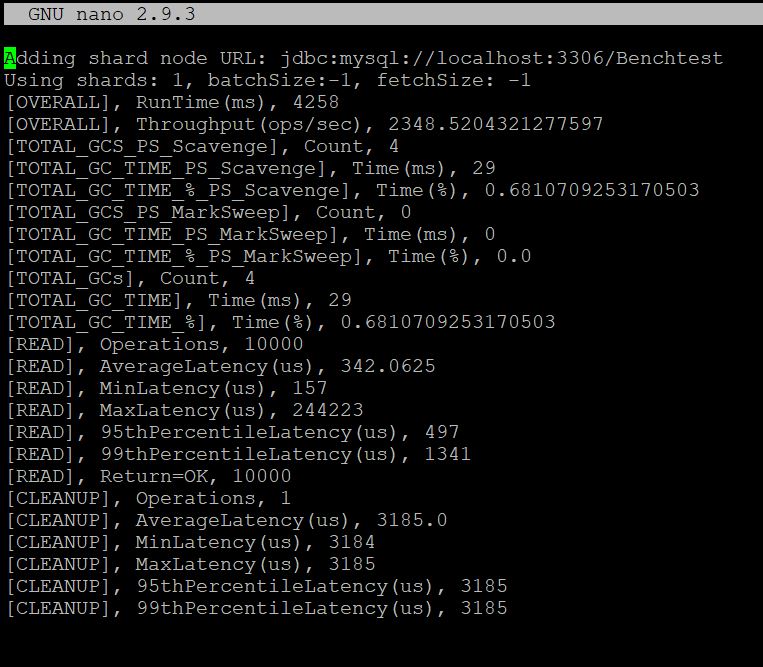 GNU nano 2.9.3
Adding shard node URL: jdbc:mysql://localhost:3306/Benchtest
Using shards: 1, batchSize:-1, fetchSize: -1
[OVERALL], RunTime(ms), 4258
[OVERALL], Throughput(ops/sec), 2348.5204321277597
[TOTAL_GCS_PS_Scavenge], Count, 4
[TOTAL_GC_TIME_PS_Scavenge], Time(ms), 29
[TOTAL_GC_TIME_%_PS_Scavenge], Time(%), 0.6810709253170503
[TOTAL_GCS_PS_MarkSweep], Count, 0
[TOTAL_GC_TIME_PS_MarkSweep], Time(ms), 0
[TOTAL_GC_TIME_%_PS_MarkSweep], Time(%), 0.0
[TOTAL_GCs], Count, 4
[TOTAL_GC_TIME], Time(ms), 29
[TOTAL_GC_TIME_%], Time(%), 0.6810709253170503
[READ], Operations, 10000
[READ], AverageLatency(us), 342.0625
[READ], MinLatency(us), 157
[READ], MaxLatency(us), 244223
[READ], 95thPercentileLatency(us), 497
[READ], 99thPercentileLatency(us), 1341
[READ], Return=OK, 10000
[CLEANUP], Operations, 1
[CLEANUP], AverageLatency(us), 3185.0
[CLEANUP], MinLatency(us), 3184
[CLEANUP], MaxLatency(us), 3185
[CLEANUP], 95thPercentileLatency(us), 3185
[CLEANUP], 99thPercentileLatency(us), 3185